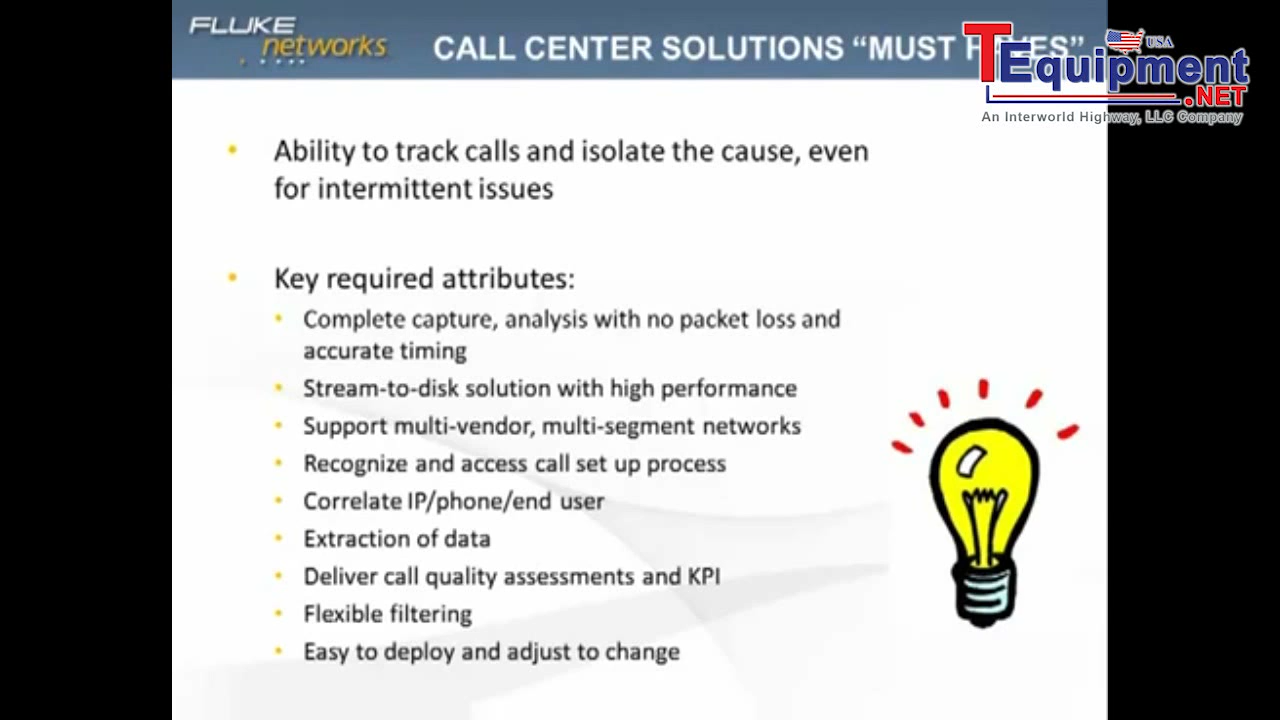 FLUKE
networks
CALL CENTER SOLUTIONS “MUST HAVES”
TEquipment
USA
.NET
An Interworld Highway, LLC Company
• Ability to track calls and isolate the cause, even
for intermittent issues
• Key required attributes:
• Complete capture, analysis with no packet loss and
accurate timing
• Stream-to-disk solution with high performance
• Support multi-vendor, multi-segment networks
• Recognize and access call set up process
• Correlate IP/phone/end user
• Extraction of data
• Deliver call quality assessments and KPI
• Flexible filtering
• Easy to deploy and adjust to change